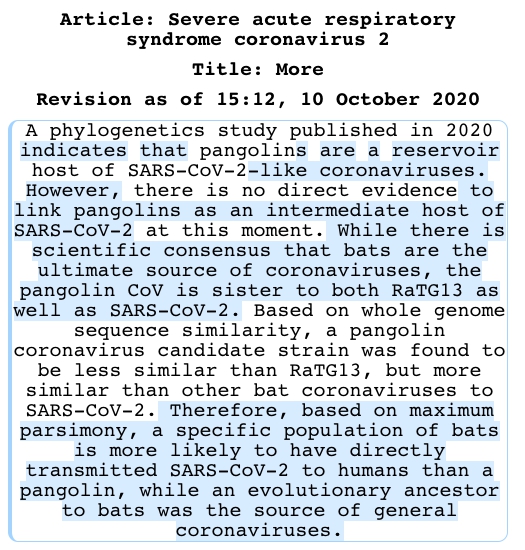 Article: Severe acute respiratory
syndrome coronavirus 2
Title: More
Revision as of 15:12, 10 October 2020
A phylogenetics study published in 2020
indicates that pangolins are a reservoir
host of SARS-CoV-2-like coronaviruses.
However, there is no direct evidence to
link pangolins as an intermediate host of
SARS-CoV-2 at this moment. While there is
scientific consensus that bats are the
ultimate source of coronaviruses, the
pangolin CoV is sister to both RaTG13 as
well as SARS-CoV-2. Based on whole genome
sequence similarity, a pangolin
coronavirus candidate strain was found to
be less similar than RaTG13, but more
similar than other bat coronaviruses to
SARS-CoV-2. Therefore, based on maximum
parsimony, a specific population of bats
is more likely to have directly
transmitted SARS-CoV-2 to humans than a
pangolin, while an evolutionary ancestor
to bats was the source of general
coronaviruses.